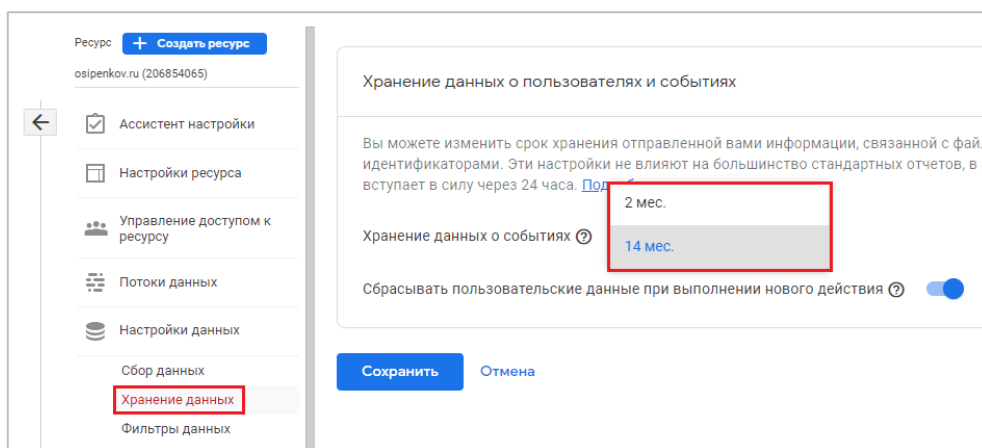 Ресурс + Создать ресурс
osipenkov.ru (206854065)
Ассистент настройки
Настройки ресурса
Управление доступом к
ресурсу
Потоки данных
Настройки данных
Сбор данных
Хранение данных
Фильтры данных
Хранение данных о пользователях и событиях
Вы можете изменить срок хранения отправленной вами информации, связанной с фай
идентификаторами. Эти настройки не влияют на большинство стандартных отчетов, в
вступает в силу через 24 часа.
2 мес.
Хранение данных о событиях
14 мес.
Сбрасывать пользовательские данные при выполнении нового действия
Сохранить Отмена